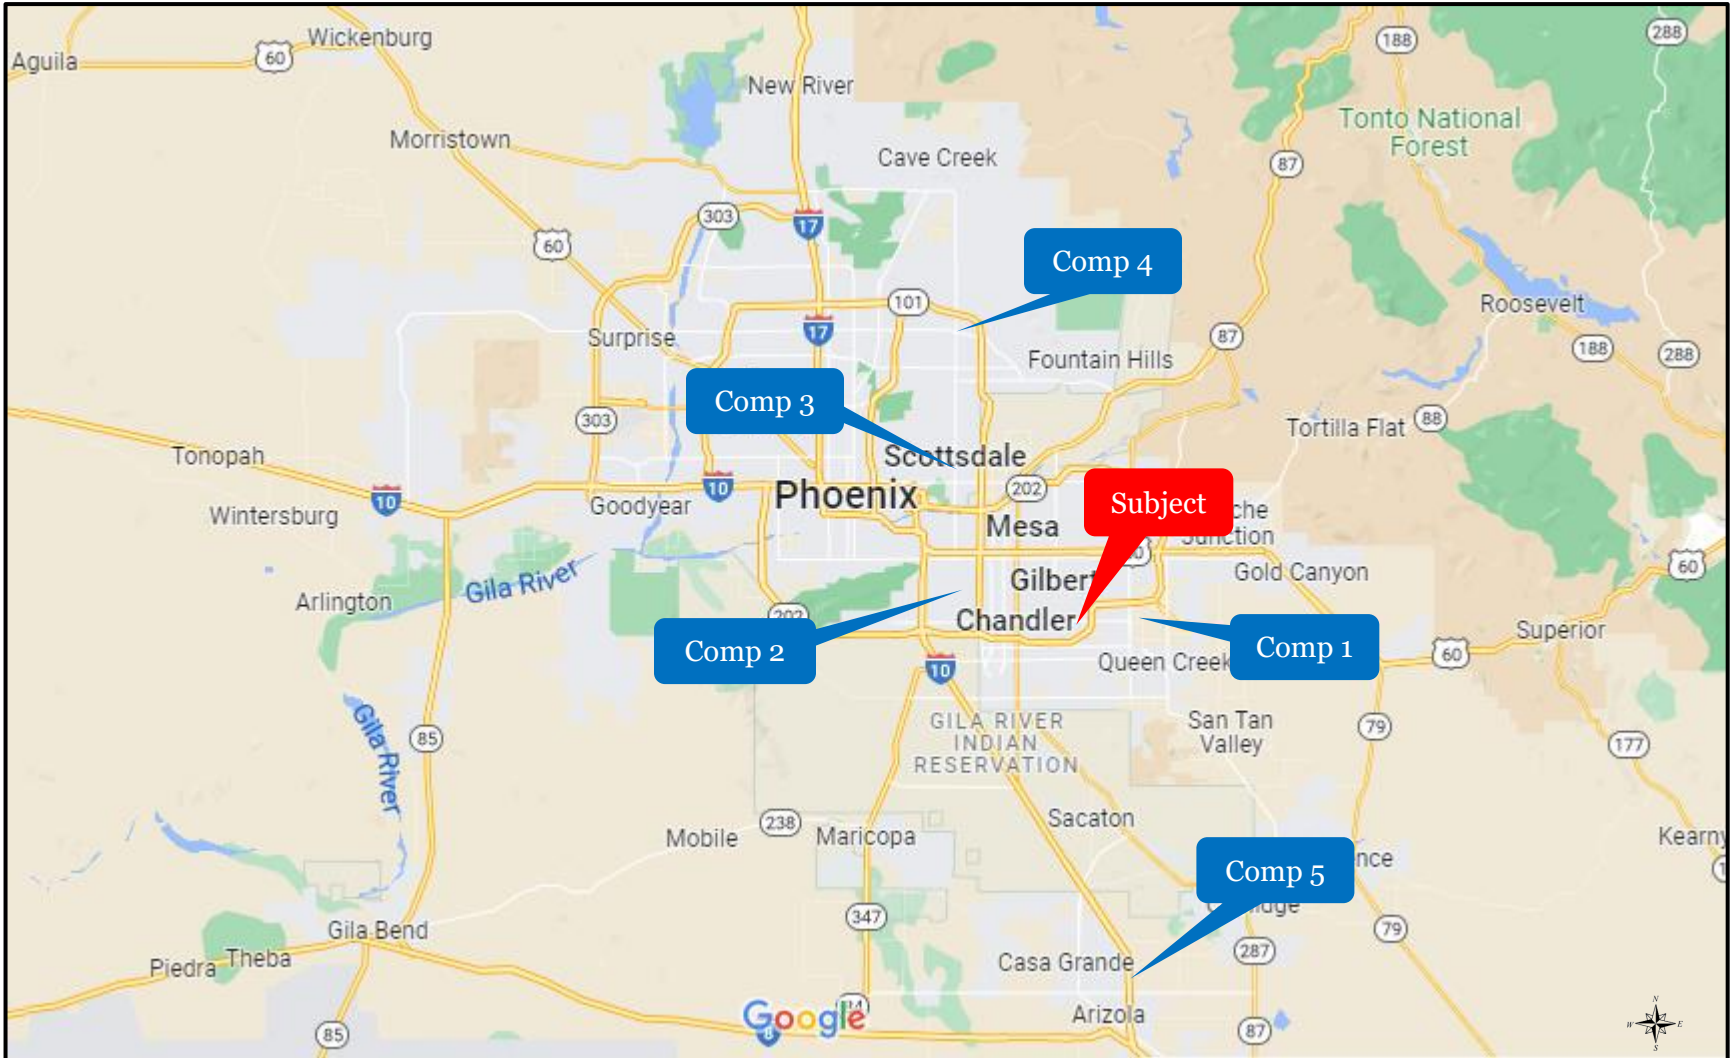 Aguila
60
Wickenburg
188
288
New River
Tonto National
Forest
Morristown
Cave Creek
87
303
17
60
Comp 4
101
Roosevelt
17
Surprise
87
188
288
Fountain Hills
Comp 3
303
88
Tortilla Flat
Scottsdale
Tonopah
10
10
202
Phoenix
Subject
Goodyear
Wintersburg
Mesa
Junction
60
Gilbert
Gold Canyon
Gila River
Arlington
202
Chandler
Superior
Comp 2
Comp 1
60
Queen Creek
10
Gila River
85
GILA RIVER
INDIAN
RESERVATION
San Tan
Valley
79
177
Sacaton
238
Mobile
Maricopa
Kearny
Comp 5
347
Gila Bend
79
Theba
Piedra
Casa Grande
287
Google
8
Arizola
85
87
N
W E
S